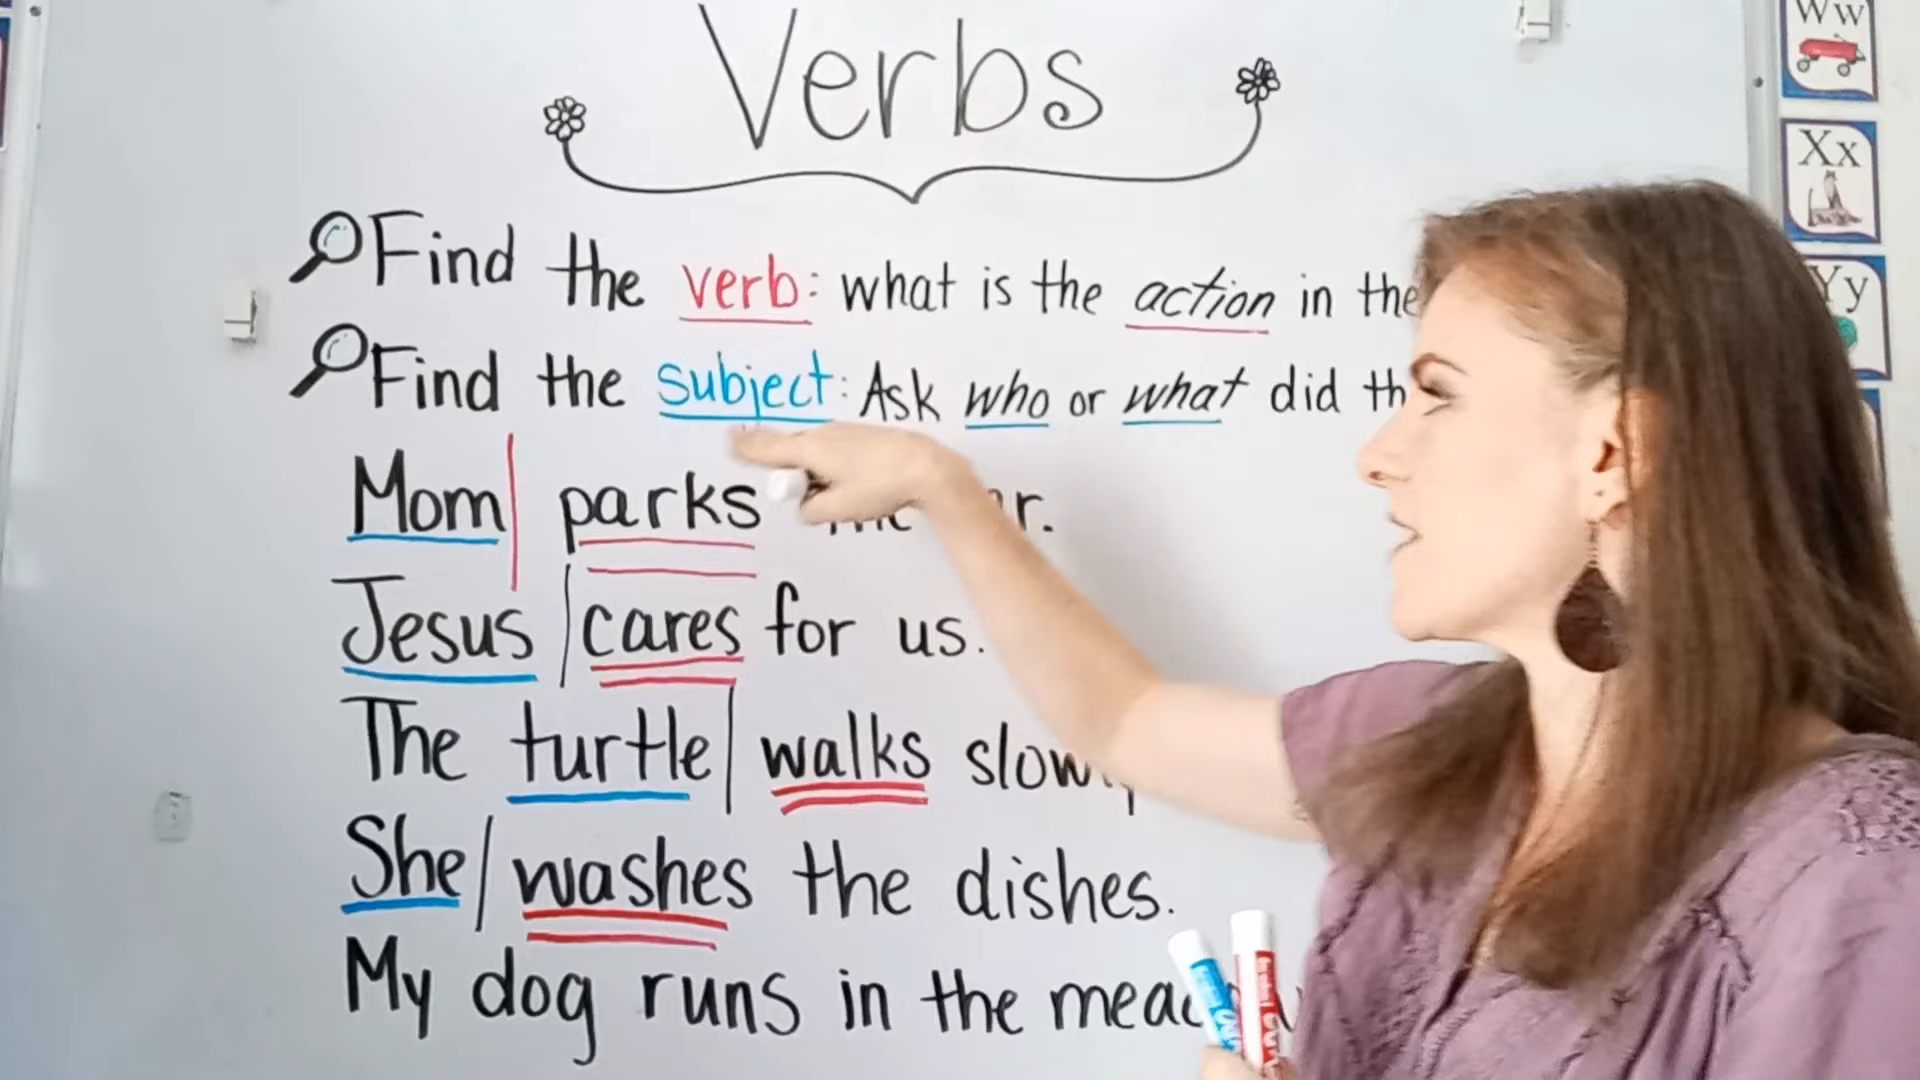 Verbs
Find the verb: what is the action in the
Find the subject: Ask who or what did
Mom parks
Jesus cares for us.
The turtle walks
She washes the dishes.
My dog runs in the
Ww
Xx
Yy